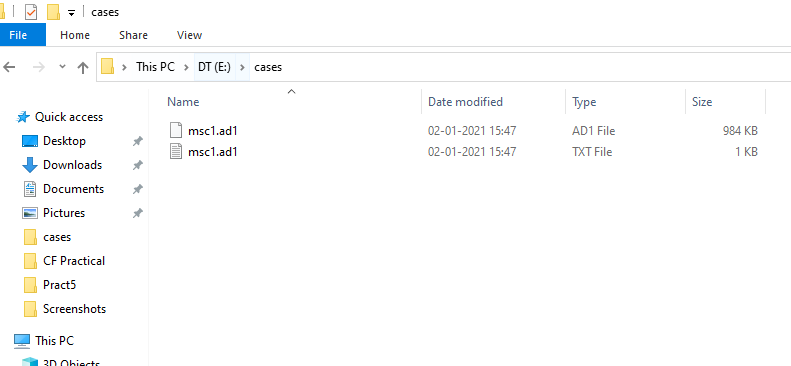 cases
File Home Share View
This PC DT (E:) cases
Name Date modified Type Size
Quick access
msc1.ad1 02-01-2021 15:47 AD1 File 984 KB
Desktop
msc1.ad1 02-01-2021 15:47 TXT File 1 KB
Downloads
Documents
Pictures
cases
CF Practical
Pract5
Screenshots
This PC
3D Objects